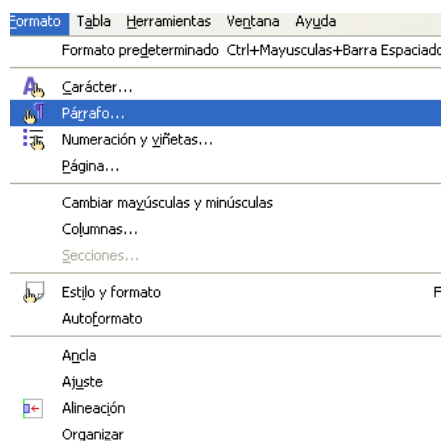 Formato Tabla Herramientas Ventana Ayuda
Formato predeterminado Ctrl+Mayusculas+Barra Espaciado
Carácter...
Párrafo...
Numeración y viñetas...
Página...
Cambiar mayúsculas y minúsculas
Columnas...
Secciones...
Estilo y formato F
Autoformato
Ancla
Ajuste
Alineación
Organizar